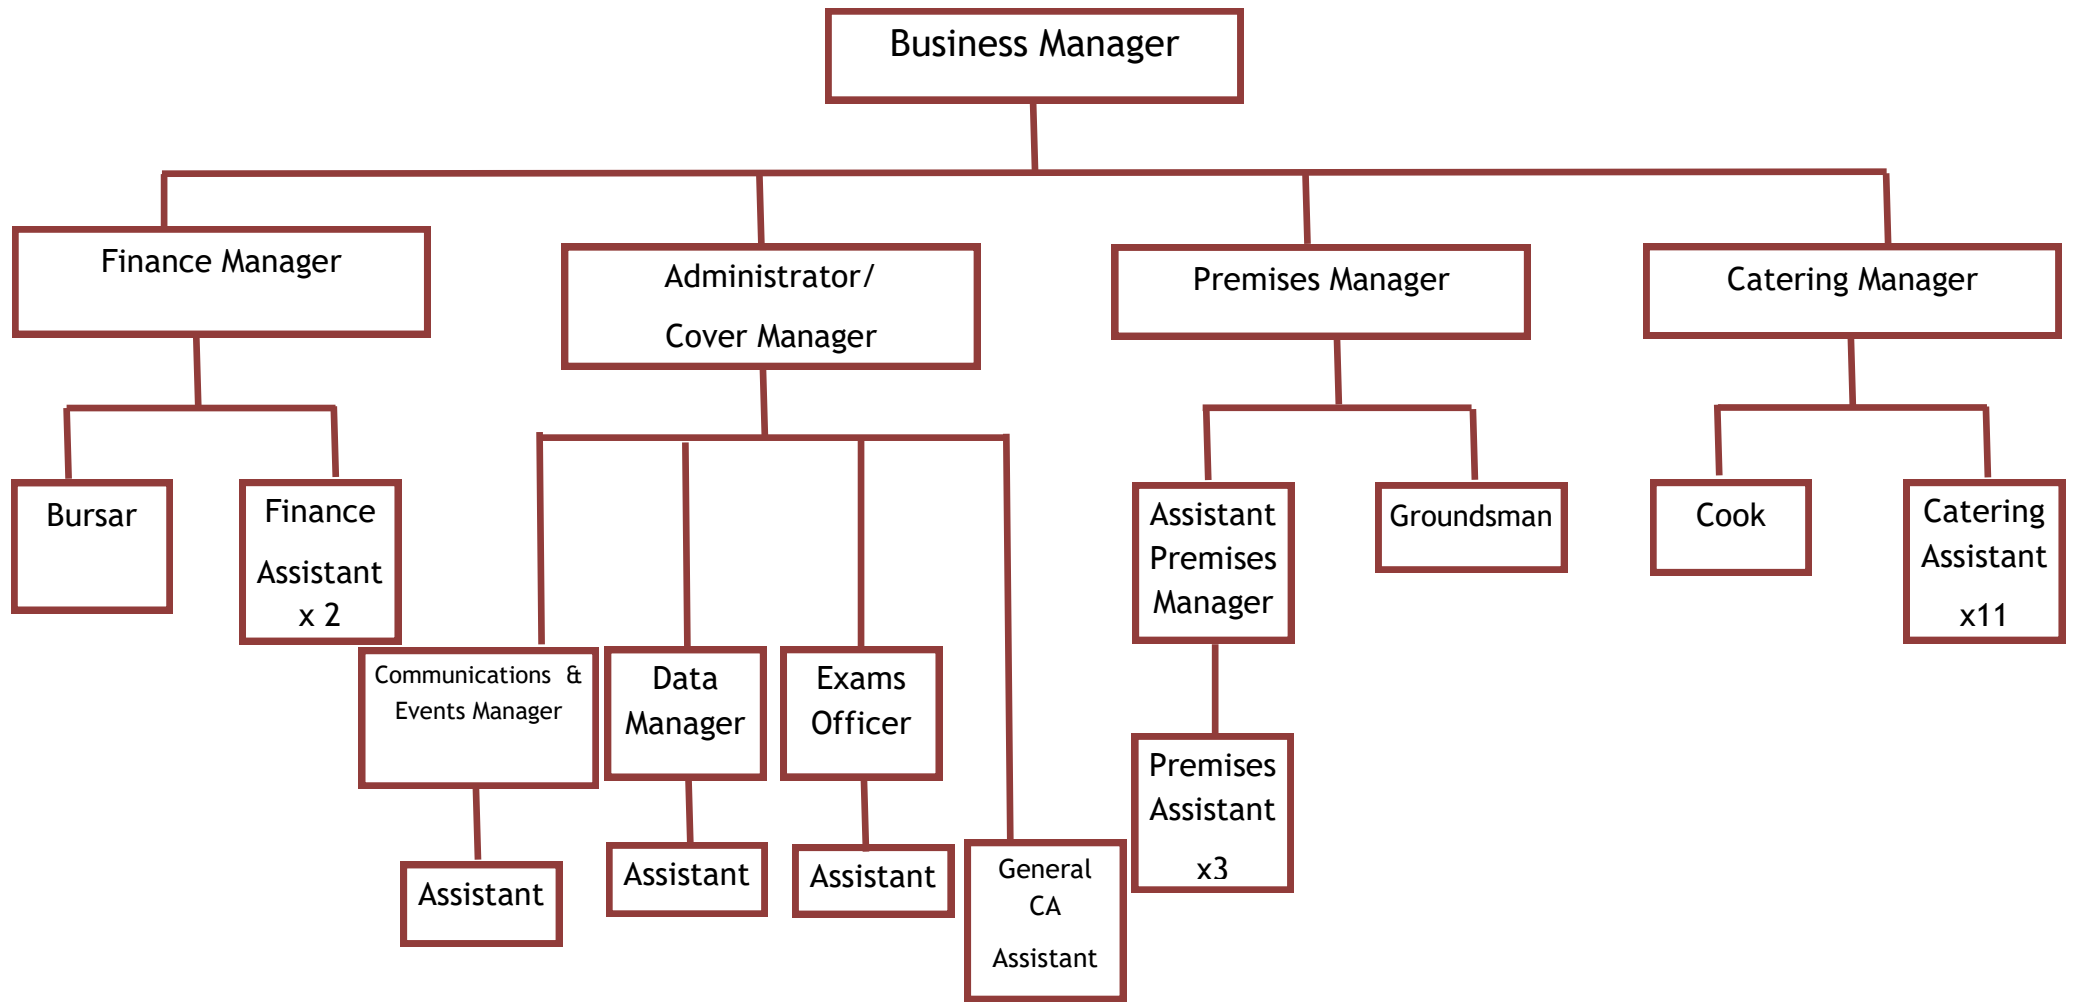 Business Manager
Finance Manager
Administrator/
Cover Manager
Premises Manager
Catering Manager
Bursar
Finance
Assistant
x 2
Communications & 
Events Manager
Assistant
Data
Manager
Assistant
Exams
Officer
Assistant
General
CA
Assistant
Assistant
Premises
Manager
Premises
Assistant
x3
Groundsman
Cook
Catering
Assistant
x11